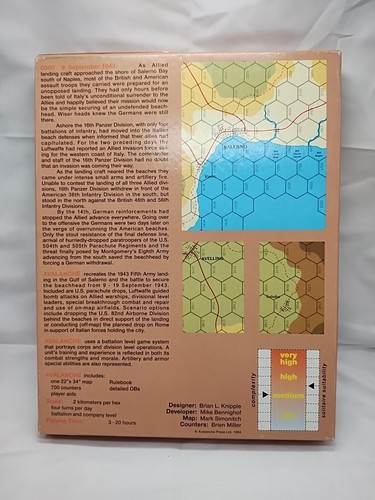 0300  9 September 1943:  As Allied
landing craft approached the shore of Salerno Bay
south of Naples, most of the British and American
assault troops they carried were prepared for an
unopposed landing. They had only hours before
been told of Italy's unconditional surrender to the
Allies and happily believed their mission would now
be the simple securing of an undefended beach-
head. Wiser heads knew the Germans were still
there.
Ashore the 16th Panzer Division, with only four
battalions of infantry, had moved into the Italian
beach defenses when informed that their allies had
capitulated. For the two preceding days the
Luftwaffe had reported an Allied invasion force sail-
ing for the western coast of Italy. The commander
and staff of the 16th Panzer Division had no doubt
that an invasion was coming their way.
As the landing craft neared the beaches they
came under intense small arms and artillery fire.
Unable to contest the landing of all three Allied div-
isions, 16th Panzer Division withdrew in front of the
American 36th Infantry Division in the south, but
stood in the north against the British 46th and 56th
Infantry Divisions.
By the 14th, German reinforcements had
stopped the Allied advance everywhere. Going over
to the offensive the Germans were two days later on
the verge of overrunning the American beaches.
Only the stout resistance of the final defense line,
arrival of hurriedly-dropped paratroopers of the U.S.
504th and 505th Parachute Regiments and the
threat finally posed by Montgomery's Eighth Army
advancing from the south saved the beachhead by
forcing a German withdrawal.
AVALANCHE recreates the 1943 Fifth Army land-
ing in the Gulf of Salerno and the battle to secure
the beachhead from 9 - 19 September 1943.
Included are U.S. parachute drops, Luftwaffe guided
bomb attacks on Allied warships, divisional level
leaders, special breakthrough combat and repair
and use of on-map airfields. Scenario options
include dropping the U.S. 82nd Airborne Division
behind the beaches in direct support of the landing
or conducting (off-map) the planned drop on Rome
in support of Italian forces holding the city.
AVALANCHE uses a battalion level game system
that portrays corps and division level operations. A
unit's training and experience is reflected in both its
combat strengths and morale. Artillery and armor
special abilities are also represented.
AVALANCHE includes:
one 22"x 34" map    Rulebook
700 counters    detailed OBs
player aids
Scale:    2 kilometers per hex
four turns per day
battalion and company level
Playing Time:    3 - 20 hours
SALERNO
AVELLINO
Designer: Brian L. Knipple
Developer: Mike Bennighof
Map: Mark Simonitch
Counters: Brien Miller
© Avalanche Press Ltd. 1994
complexity
very
high
high
medium
low
solitaire suitability